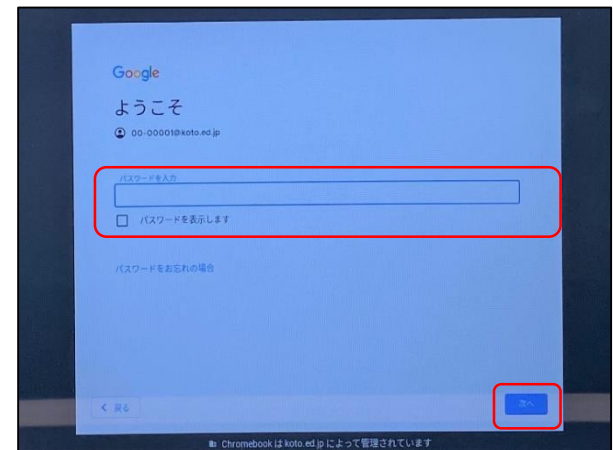 Google
ようこそ
00-00001@koto.ed.jp
パスワードを入力
パスワードを表示します
パスワードをお忘れの場合
戻る
次へ
Chromebook は koto.ed.jp によって管理されています